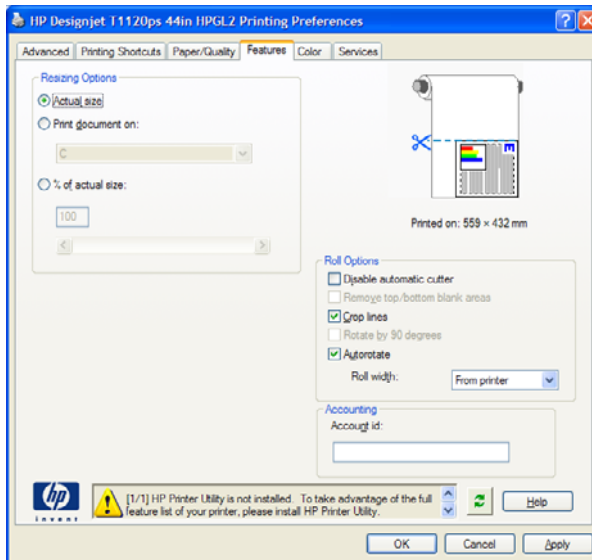 HP Designjet T1120ps 44in HPGL2 Printing Preferences
Advanced Printing Shortcuts Paper/Quality Features Color Services
Resizing Options
Actual size
Print document on:
C
% of actual size:
100
Printed on: 559 × 432 mm
Roll Options
Disable automatic cutter
Remove top/bottom blank areas
Crop lines
Rotate by 90 degrees
Autorotate
Roll width: From printer
Accounting
Account id:
hp
invent
[1/1] HP Printer Utility is not installed. To take advantage of the full
feature list of your printer, please install HP Printer Utility.
Help
OK Cancel Apply